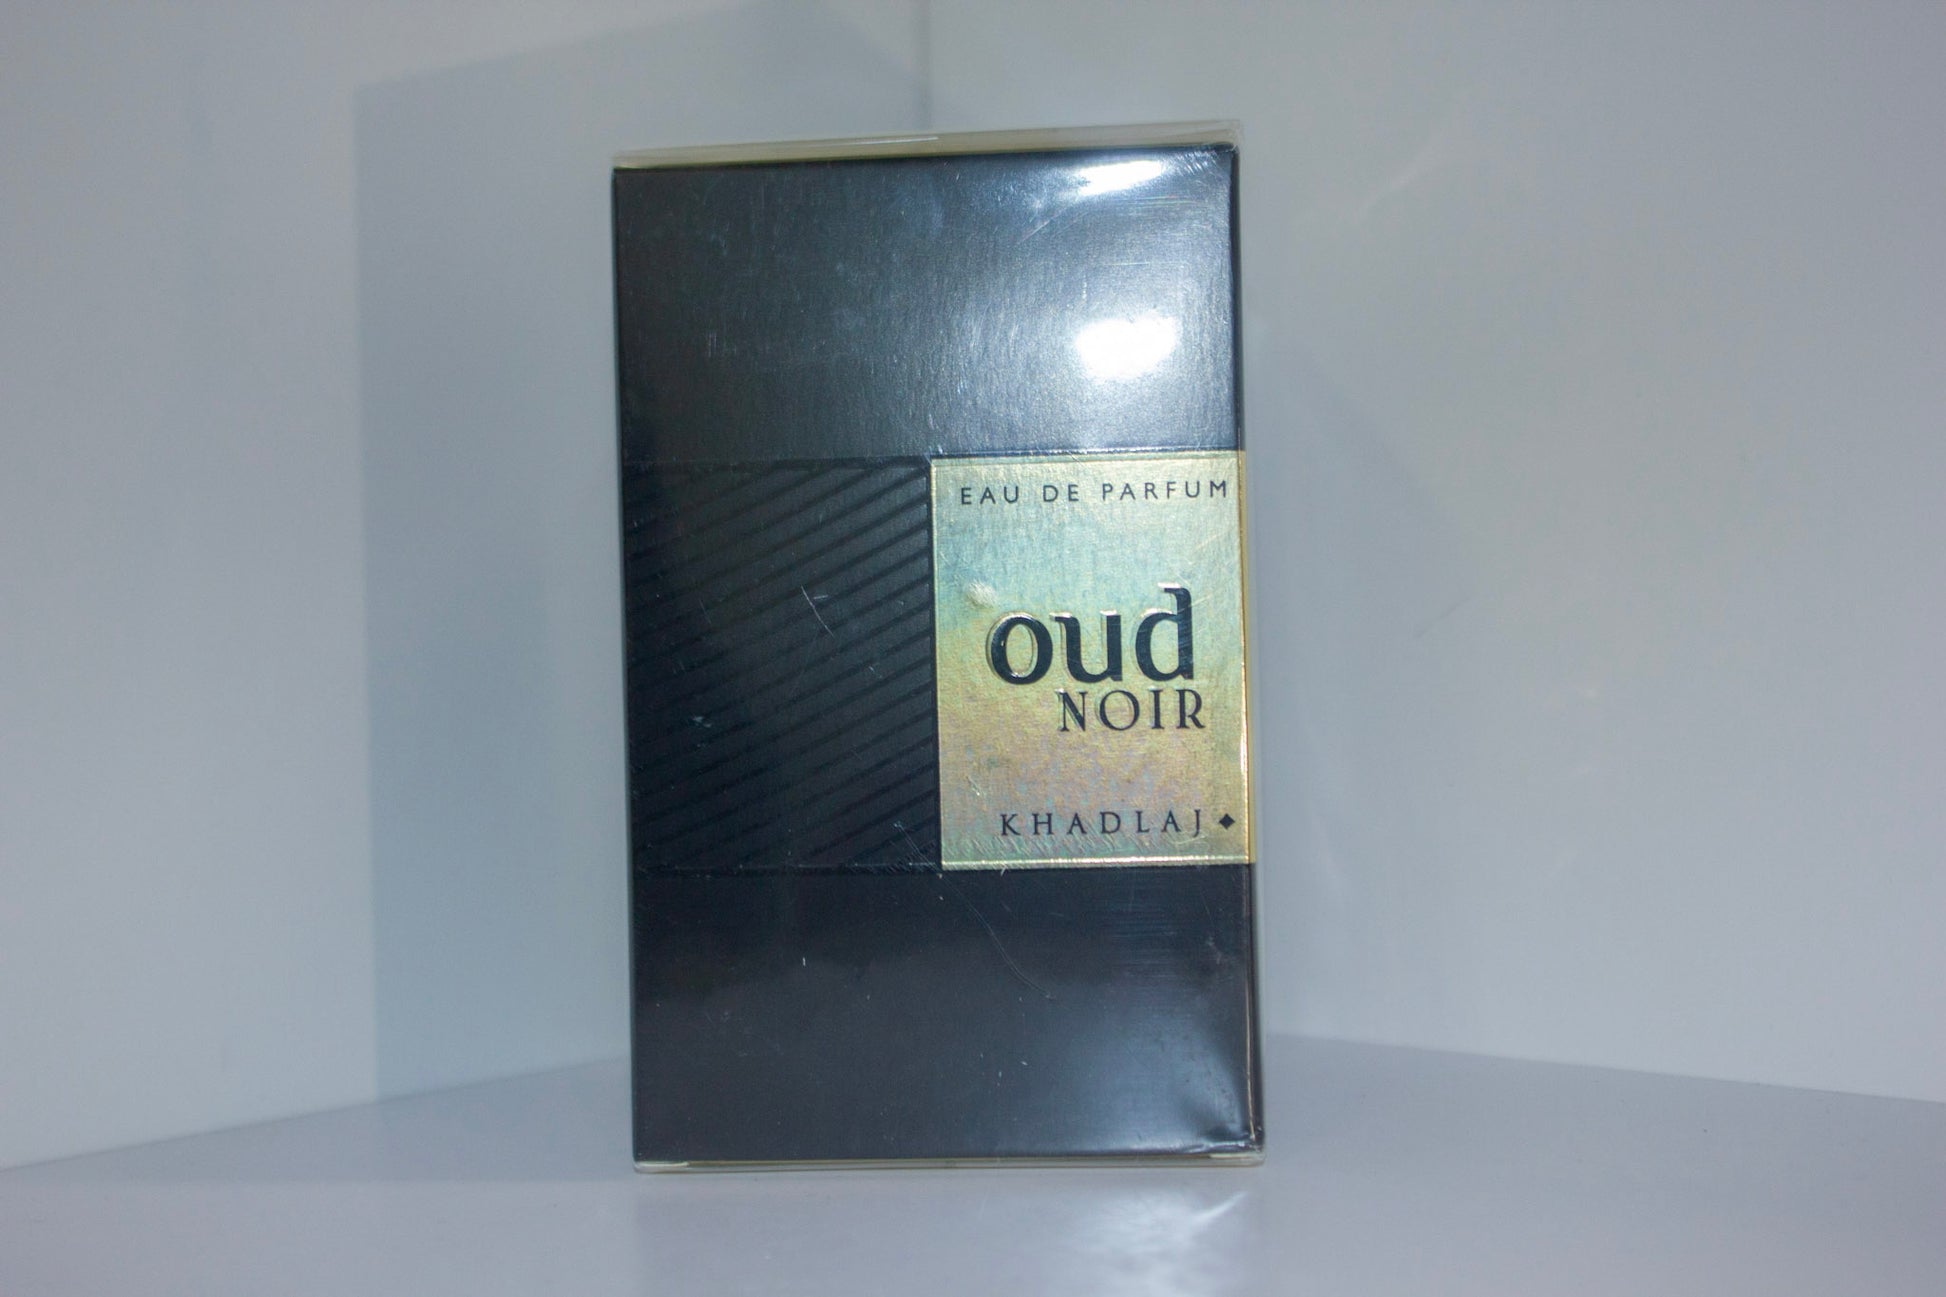 EAU DE PARFUM
oud
NOIR
KHADLAJ